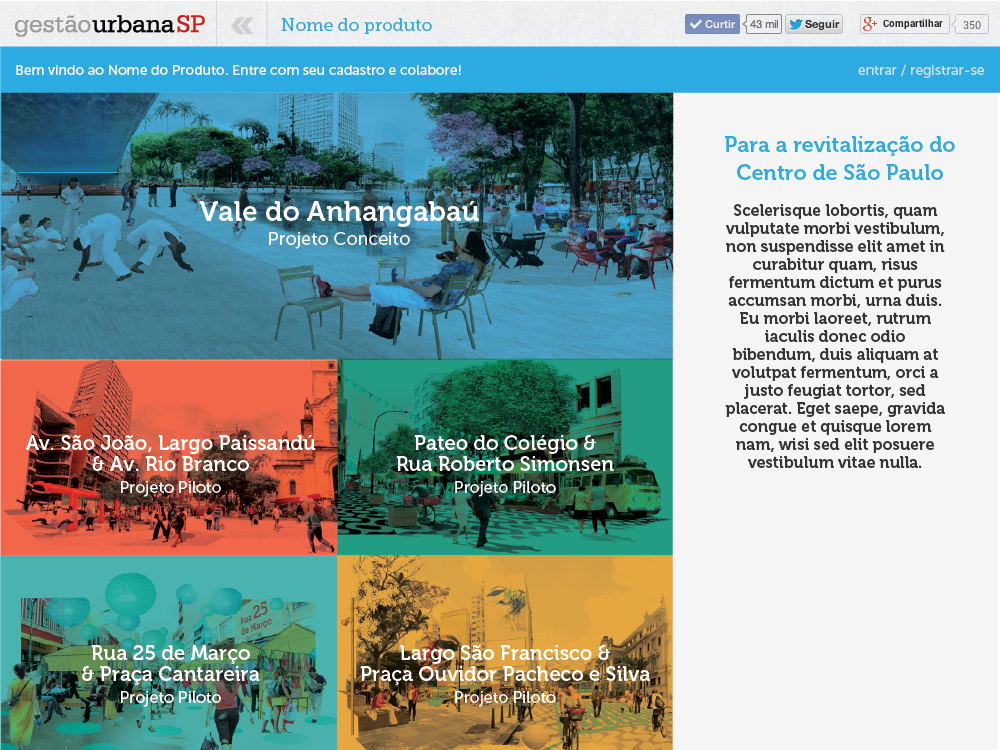 gestãourbanaSP
Nome do produto
Curtir
43 mil
Seguir
Compartilhar
350
Bem vindo ao Nome do Produto. Entre com seu cadastro e colabore!
entrar / registrar-se
Vale do Anhangabaú
Projeto Conceito
Para a revitalização do
Centro de São Paulo
Scelerisque lobortis, quam
vulputate morbi vestibulum,
non suspendisse elit amet in
curabitur quam, risus
fermentum dictum et purus
accumsan morbi, urna duis.
Eu morbi laoreet, rutrum
iaculis donec odio
bibendum, duis aliquam at
volutpat fermentum, orci a
justo feugiat tortor, sed
placerat. Eget saepe, gravida
congue et quisque lorem
nam, wisi sed elit posuere
vestibulum vitae nulla.
Av. São João, Largo Paissandú
& Av. Rio Branco
Projeto Piloto
Pateo do Colégio &
Rua Roberto Simonsen
Projeto Piloto
Rua 25
de Março
Rua 25 de Março
& Praça Cantareira
Projeto Piloto
Largo São Francisco &
Praça Ouvidor Pacheco e Silva
Projeto Piloto